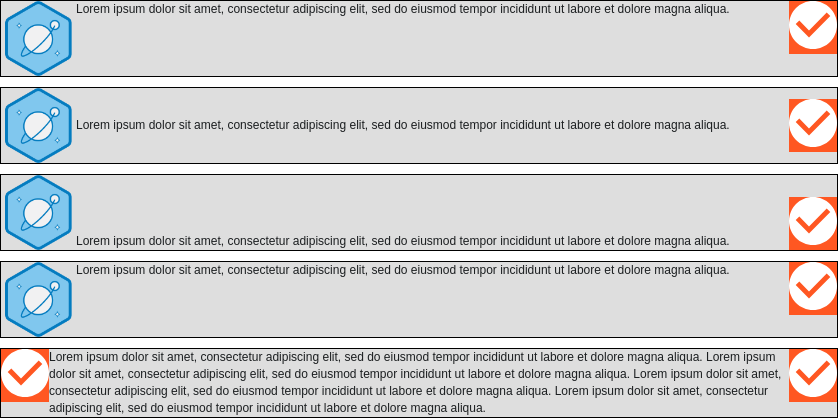 Lorem ipsum dolor sit amet, consectetur adipiscing elit, sed do eiusmod tempor incididunt ut labore et dolore magna aliqua.
Lorem ipsum dolor sit amet, consectetur adipiscing elit, sed do eiusmod tempor incididunt ut labore et dolore magna aliqua.
Lorem ipsum dolor sit amet, consectetur adipiscing elit, sed do eiusmod tempor incididunt ut labore et dolore magna aliqua.
Lorem ipsum dolor sit amet, consectetur adipiscing elit, sed do eiusmod tempor incididunt ut labore et dolore magna aliqua.
Lorem ipsum dolor sit amet, consectetur adipiscing elit, sed do eiusmod tempor incididunt ut labore et dolore magna aliqua. Lorem ipsum
dolor sit amet, consectetur adipiscing elit, sed do eiusmod tempor incididunt ut labore et dolore magna aliqua. Lorem ipsum dolor sit amet,
consectetur adipiscing elit, sed do eiusmod tempor incididunt ut labore et dolore magna aliqua. Lorem ipsum dolor sit amet, consectetur
adipiscing elit, sed do eiusmod tempor incididunt ut labore et dolore magna aliqua.